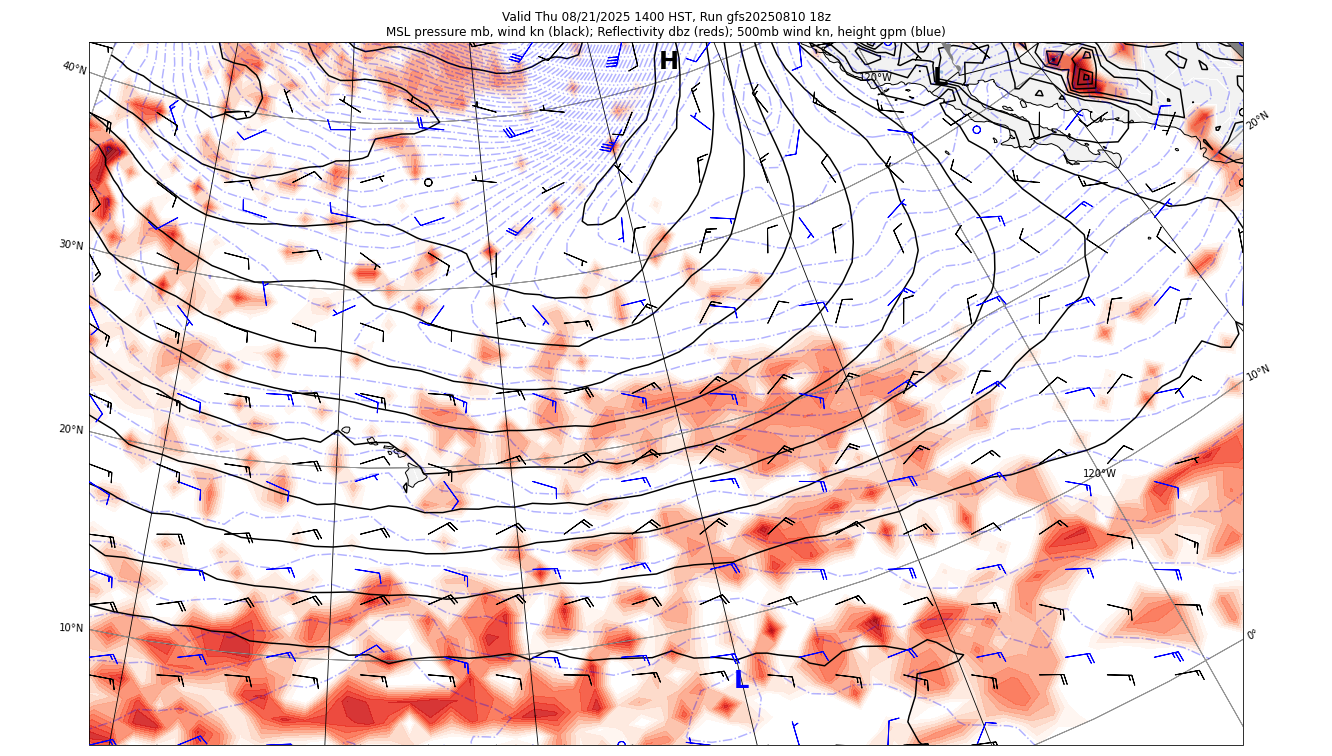 Valid Thu 08/21/2025 1400 HST, Run gfs20250810 18z
MSL pressure mb, wind kn (black); Reflectivity dbz (reds); 500mb wind kn, height gpm (blue)
H
L
40°N
120°W
20°N
30°N
10°N
20°N
120°W
10°N
0°
L